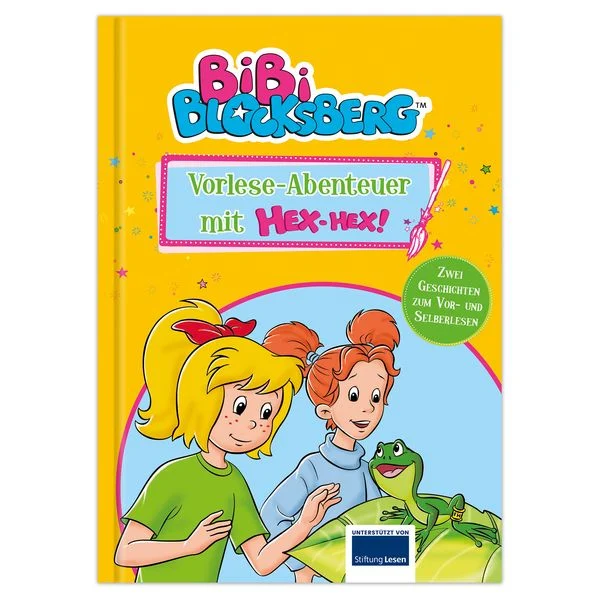 BiBi
BLOCKSBERG™
Vorlese-Abenteuer
mit HEX-HEX!
ZWEI
GESCHICHTEN
ZUM VOR- UND
SELBERLESEN
UNTERSTÜTZT VON
Stiftung Lesen